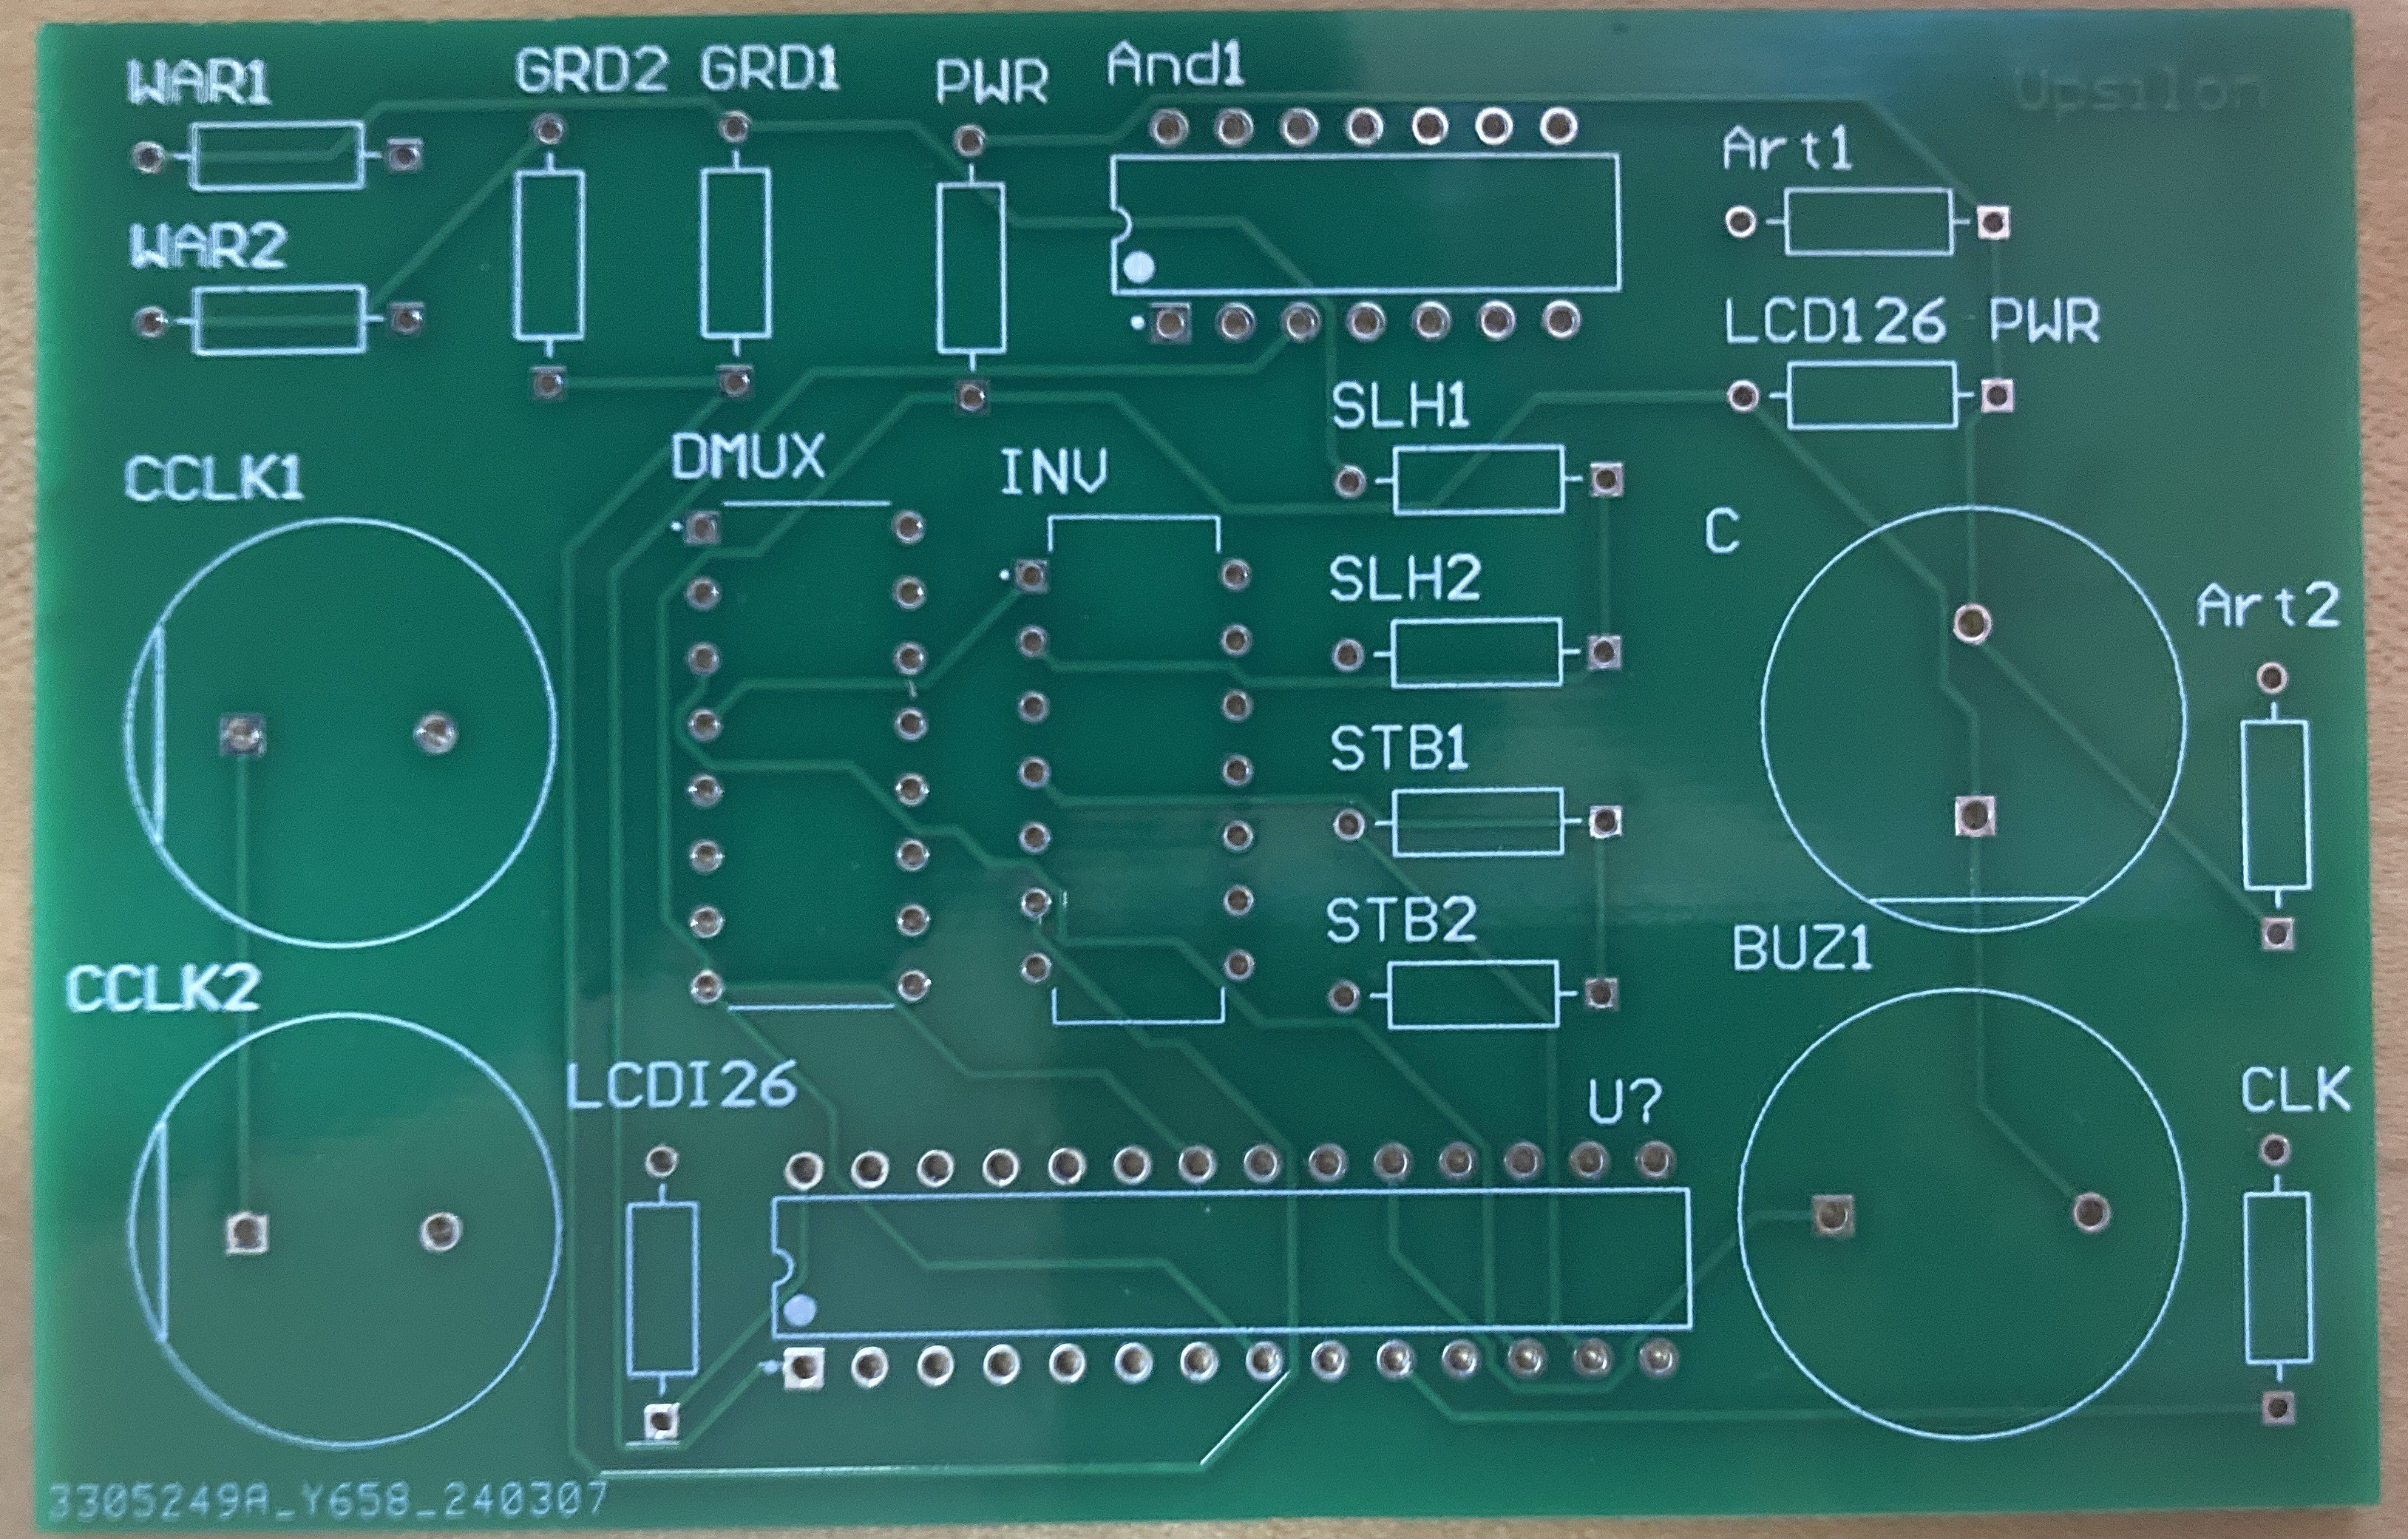 WAR1
GRD2
GRD1
PWR
And1
Upsilon
Art1
WAR2
LCD126 PWR
SLH1
DMUX
INV
CCLK1
C
SLH2
Art2
STB1
STB2
BUZ1
CCLK2
LCDI26
U?
CLK
3305249A_Y658_240307